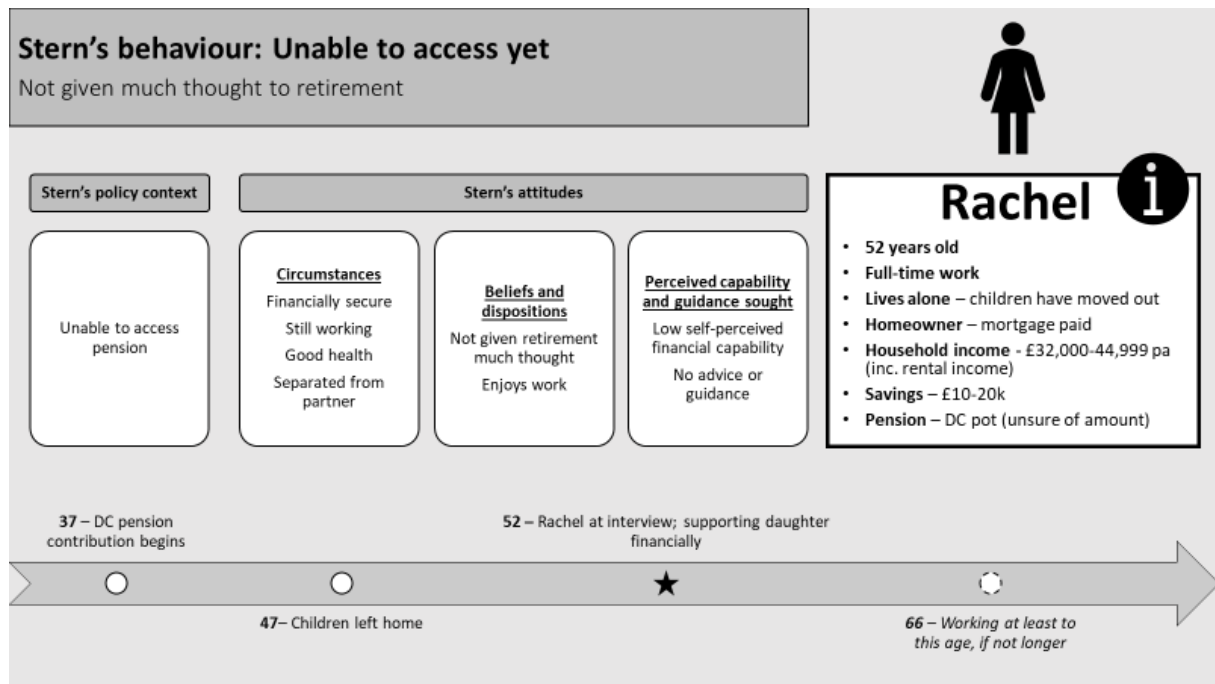 Stern's behaviour: Unable to access yet
Not given much thought to retirement
Stern's policy context
Unable to access
pension
Stern's attitudes
Circumstances
Financially secure
Still working
Good health
Separated from
partner
Beliefs and
dispositions
Not given retirement
much thought
Enjoys work
Perceived capability
and guidance sought
Low self-perceived
financial capability
No advice or
guidance
i
Rachel
• 52 years old
• Full-time work
• Lives alone – children have moved out
• Homeowner – mortgage paid
• Household income - £32,000-44,999 pa
(inc. rental income)
• Savings – £10-20k
• Pension – DC pot (unsure of amount)
37 – DC pension
contribution begins
47– Children left home
52 – Rachel at interview; supporting daughter
financially
66 – Working at least to
this age, if not longer